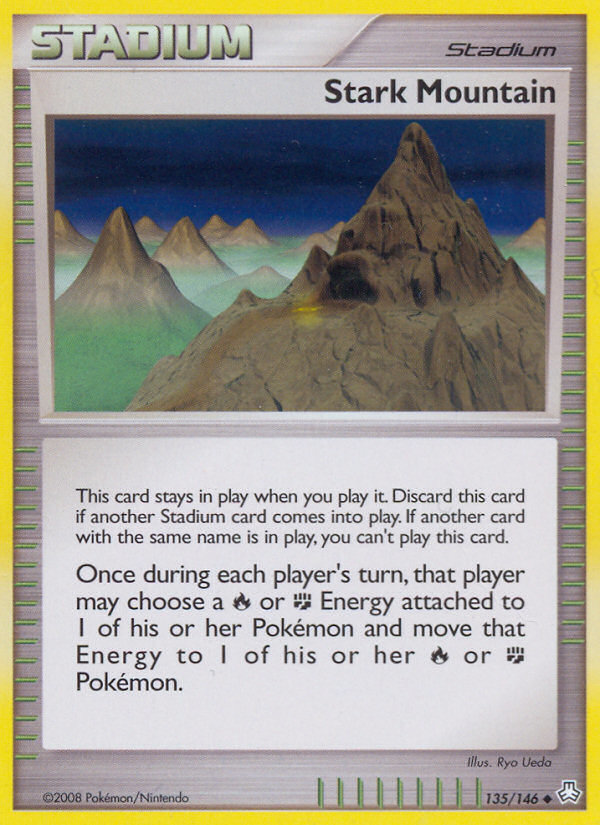 STADIUM
Stadium
Stark Mountain
This card stays in play when you play it. Discard this card
if another Stadium card comes into play. If another card
with the same name is in play, you can't play this card.
Once during each player's turn, that player
may choose a or Energy attached to
1 of his or her Pokémon and move that
Energy to 1 of his or her or
Pokémon.
Illus. Ryo Ueda
©2008 Pokémon/Nintendo
135/146